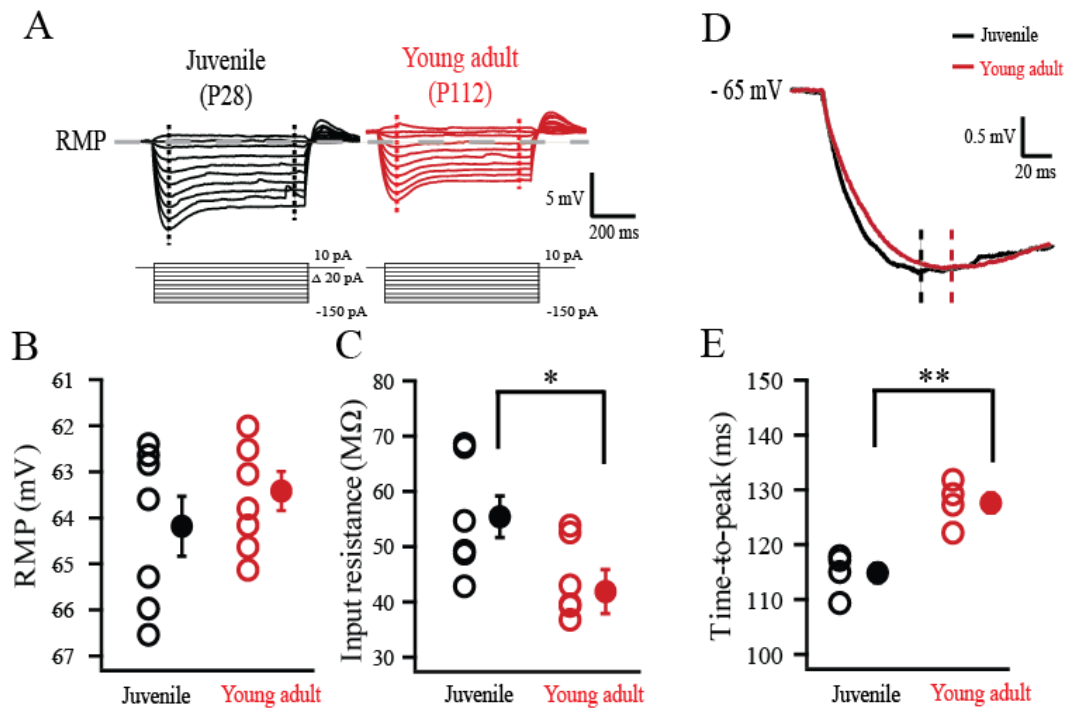 A
Juvenile
(P28)
Young adult
(P112)
RMP
5 mV
200 ms
10 pA
Δ 20 pA
-150 pA
10 pA
-150 pA
D
Juvenile
Young adult
- 65 mV
0.5 mV
20 ms
B
RMP (mV)
61
62
63
64
65
66
67
Juvenile
Young adult
C
Input resistance (MΩ)
80
70
60
50
40
30
*
Juvenile
Young adult
E
Time-to-peak (ms)
150
140
130
120
110
100
**
Juvenile
Young adult